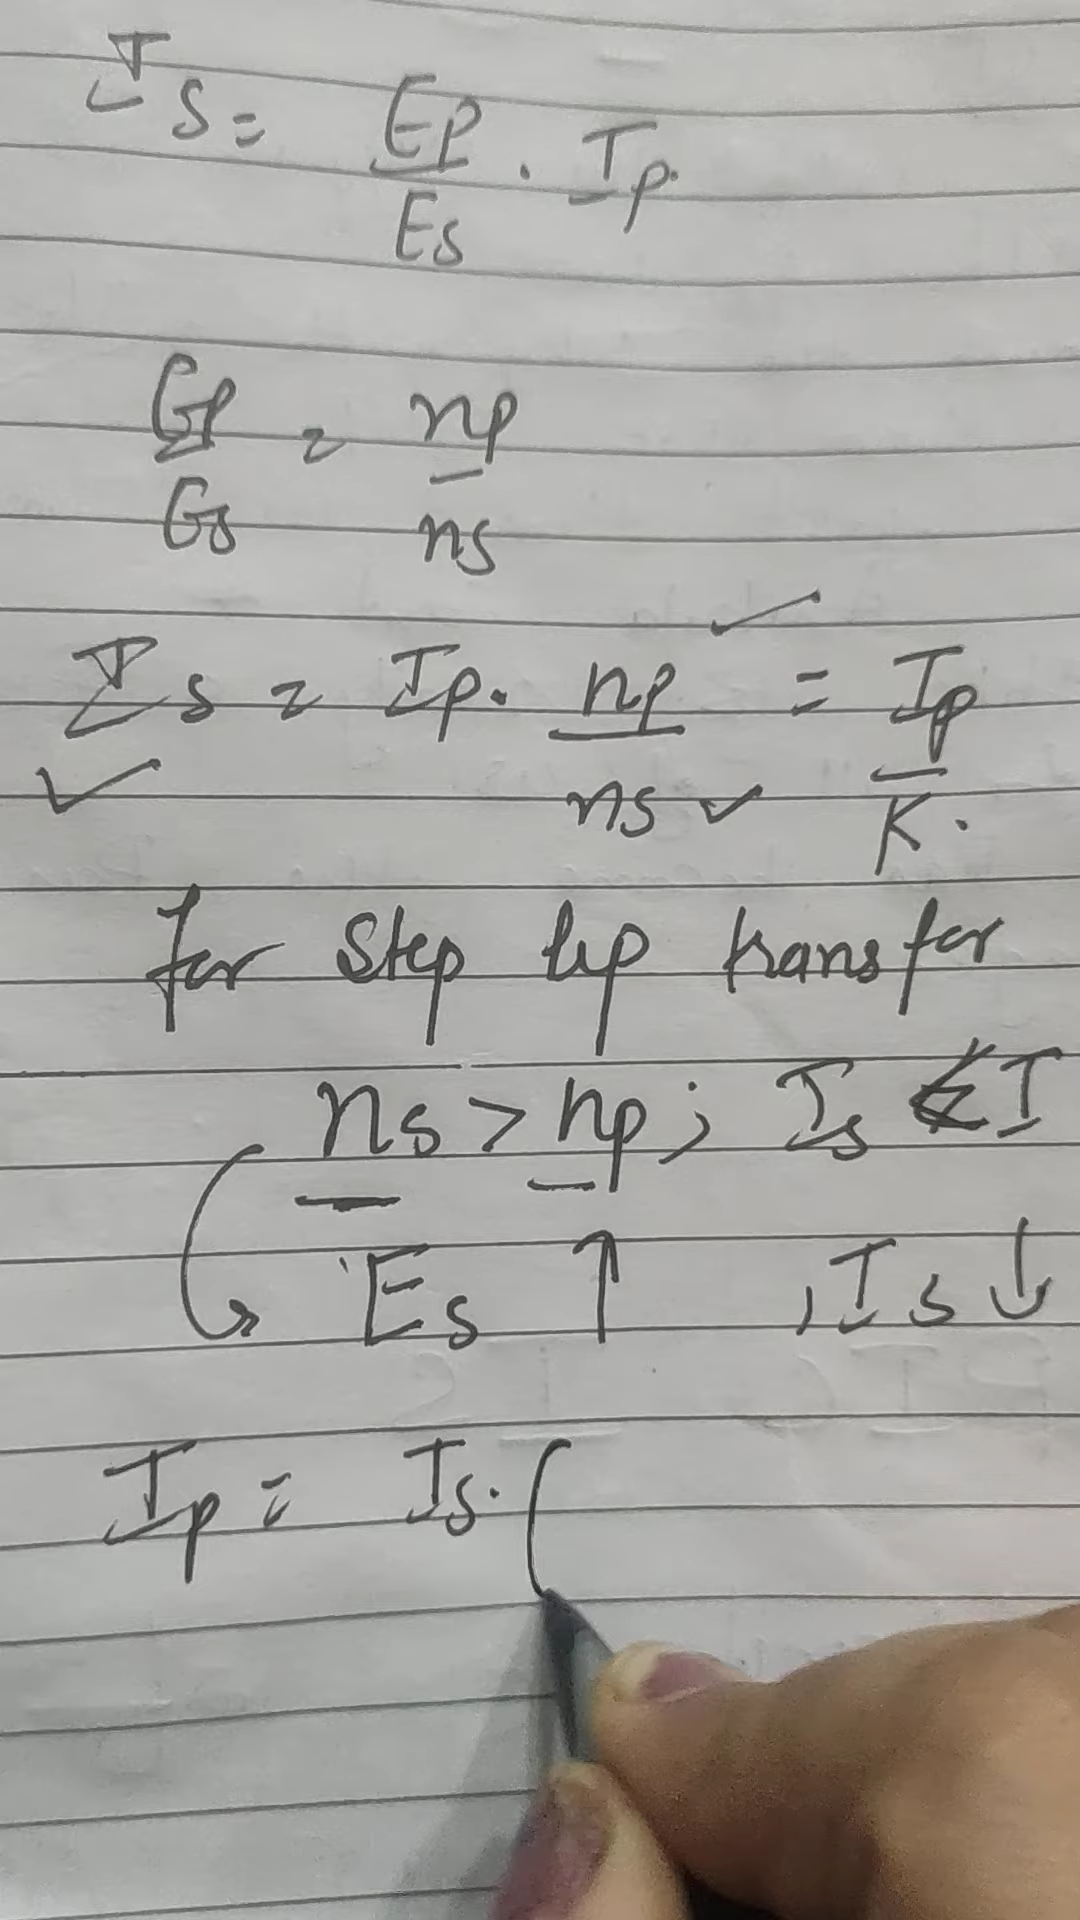 Is = Ep/Es . Ip.
Ep/Es = np/ns
Is = Ip. np/ns = Ip/K.
for Step up transfor
ns > np; Is < I
Es ↑ , Is ↓
Ip = Is. (